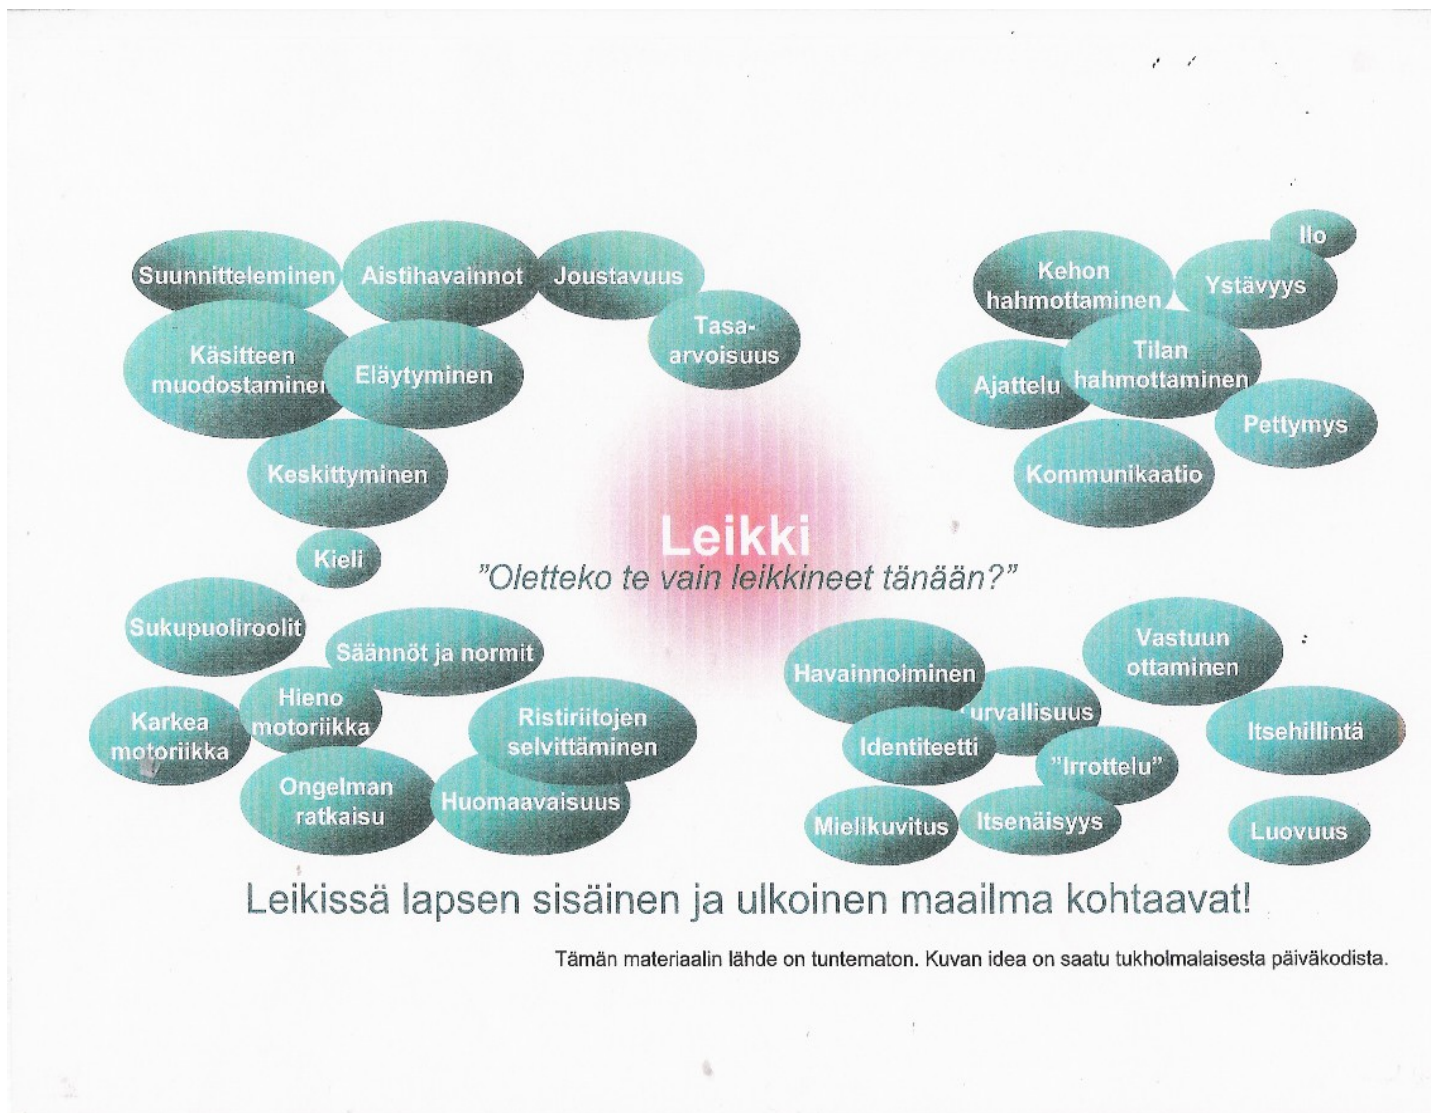 Suunnitteleminen
Aistihavainnot
Joustavuus
Tasa-
arvoisuus
Käsitteen
muodostaminen
Eläytyminen
Keskittyminen
Kieli
Ilo
Kehon
hahmottaminen
Ystävyys
Tilan
hahmottaminen
Ajattelu
Pettymys
Kommunikaatio
Leikki
"Oletteko te vain leikkineet tänään?"
Sukupuoliroolit
Säännöt ja normit
Hieno
motoriikka
Karkea
motoriikka
Ristiriitojen
selvittäminen
Ongelman
ratkaisu
Huomaavaisuus
Havainnoiminen
Vastuun
ottaminen
urvallisuus
Identiteetti
"Irrottelu"
Itsehillintä
Mielikuvitus
Itsenäisyys
Luovuus
Leikissä lapsen sisäinen ja ulkoinen maailma kohtaavat!
Tämän materiaalin lähde on tuntematon. Kuvan idea on saatu tukholmalaisesta päiväkodista.